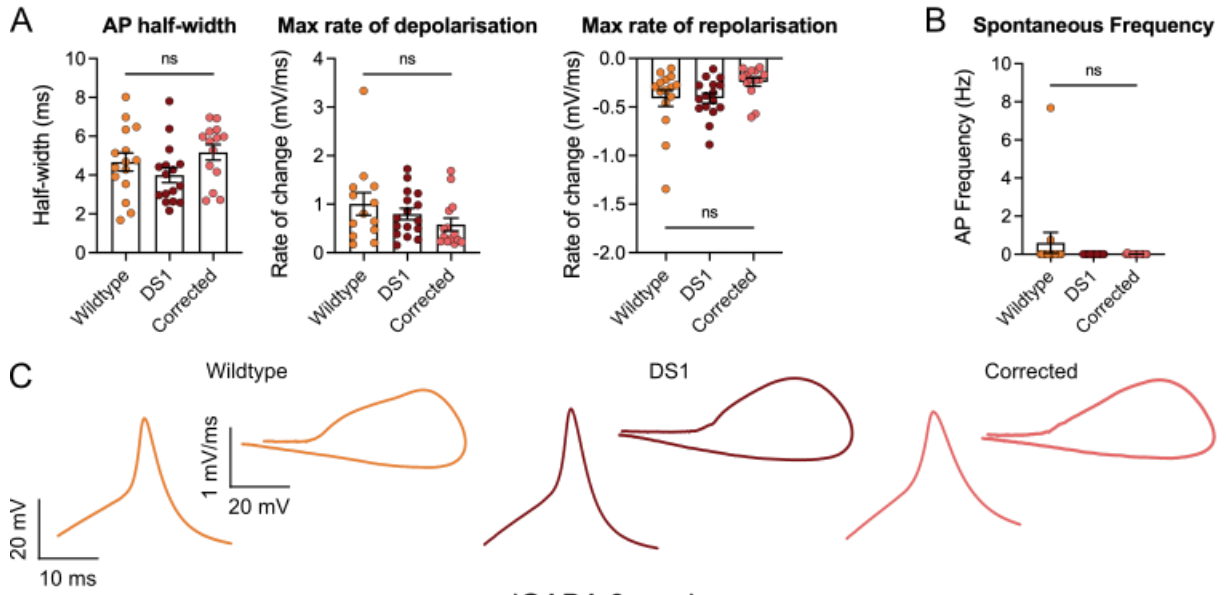 A
AP half-width
ns
Half-width (ms)
10
8
6
4
2
0
Wildtype
DS1
Corrected
Max rate of depolarisation
ns
Rate of change (mV/ms)
4
3
2
1
0
Wildtype
DS1
Corrected
Max rate of repolarisation
Rate of change (mV/ms)
0.0
-0.5
-1.0
-1.5
-2.0
ns
Wildtype
DS1
Corrected
B
Spontaneous Frequency
ns
AP Frequency (Hz)
10
8
6
4
2
0
Wildtype
DS1
Corrected
C
Wildtype
DS1
Corrected
1 mV/ms
20 mV
20 mV
10 ms